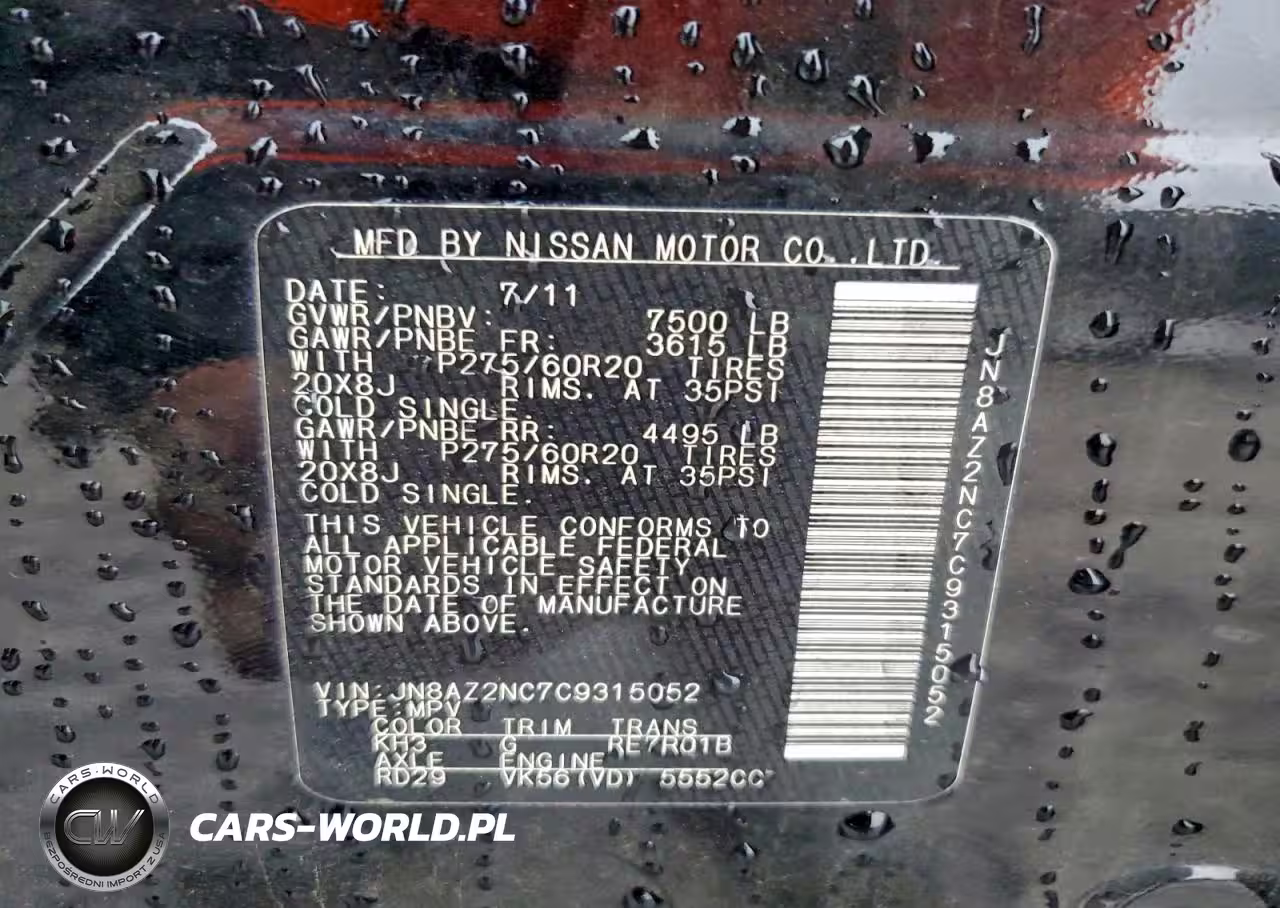 MFD BY NISSAN MOTOR CO.,LTD.
DATE: 7/11
GVWR/PNBV: 7500 LB
GAWR/PNBE FR: 3615 LB
WITH P275/60R20 TIRES
20X8J RIMS. AT 35PSI
COLD SINGLE.
GAWR/PNBE RR: 4495 LB
WITH P275/60R20 TIRES
20X8J RIMS. AT 35PSI
COLD SINGLE.
THIS VEHICLE CONFORMS TO
ALL APPLICABLE FEDERAL
MOTOR VEHICLE SAFETY
STANDARDS IN EFFECT ON
THE DATE OF MANUFACTURE
SHOWN ABOVE.
VIN:JN8AZ2NC7C9315052
TYPE:MPV
COLOR TRIM TRANS
KH3 G RE7R01B
AXLE ENGINE
RD29 VK56(VD) 5552CC
JN8AZ2NC7C9315052
CARS-WORLD
CW
BEZPOŚREDNI IMPORT Z USA
CARS-WORLD.PL